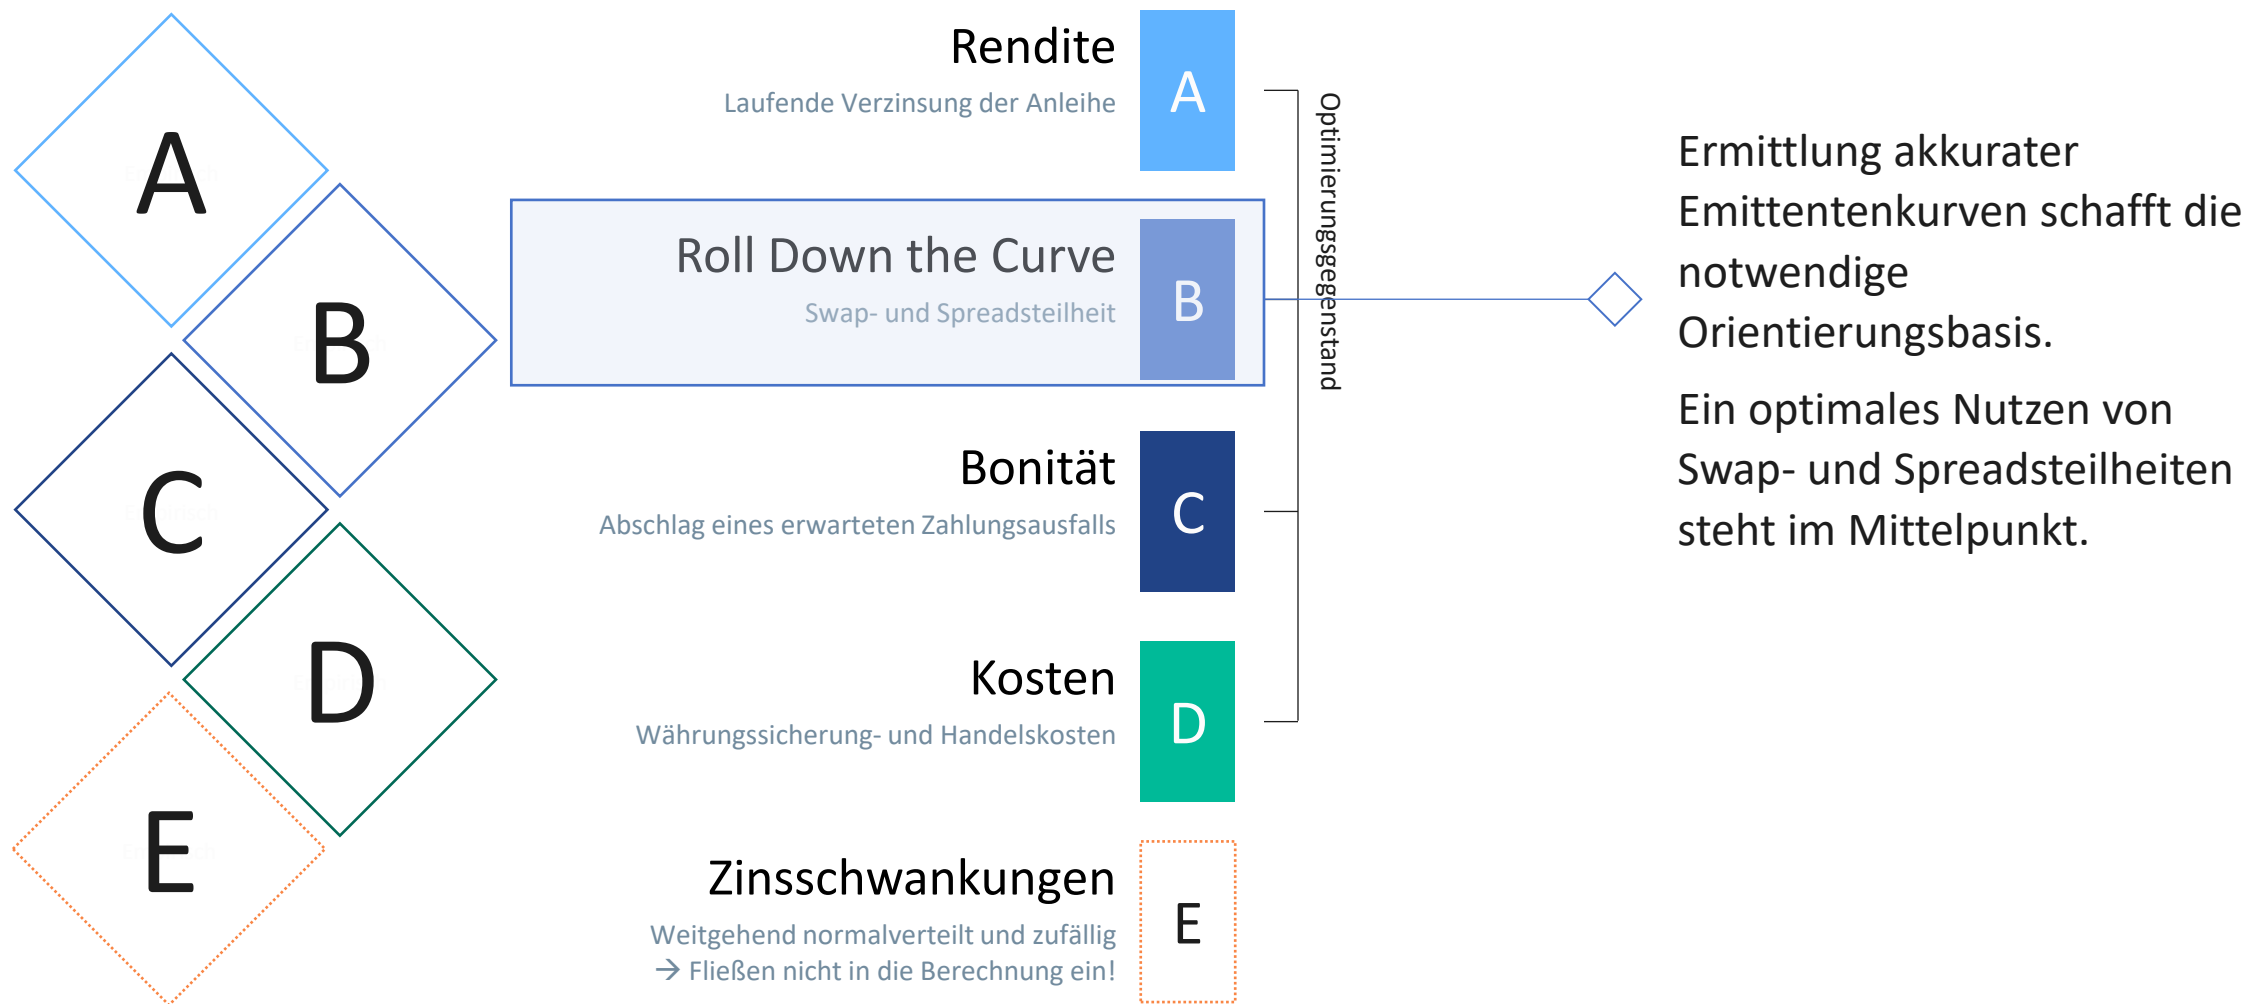 A
B
C
D
E
Rendite
Laufende Verzinsung der Anleihe
A
Roll Down the Curve
Swap- und Spreadsteilheit
B
Bonität
Abschlag eines erwarteten Zahlungsausfalls
C
Kosten
Währungssicherung- und Handelskosten
D
Zinsschwankungen
Weitgehend normalverteilt und zufällig
→ Fließen nicht in die Berechnung ein!
E
Optimierungsgegenstand
Ermittlung akkurater
Emittentenkurven schafft die
notwendige
Orientierungsbasis.
Ein optimales Nutzen von
Swap- und Spreadsteilheiten
steht im Mittelpunkt.